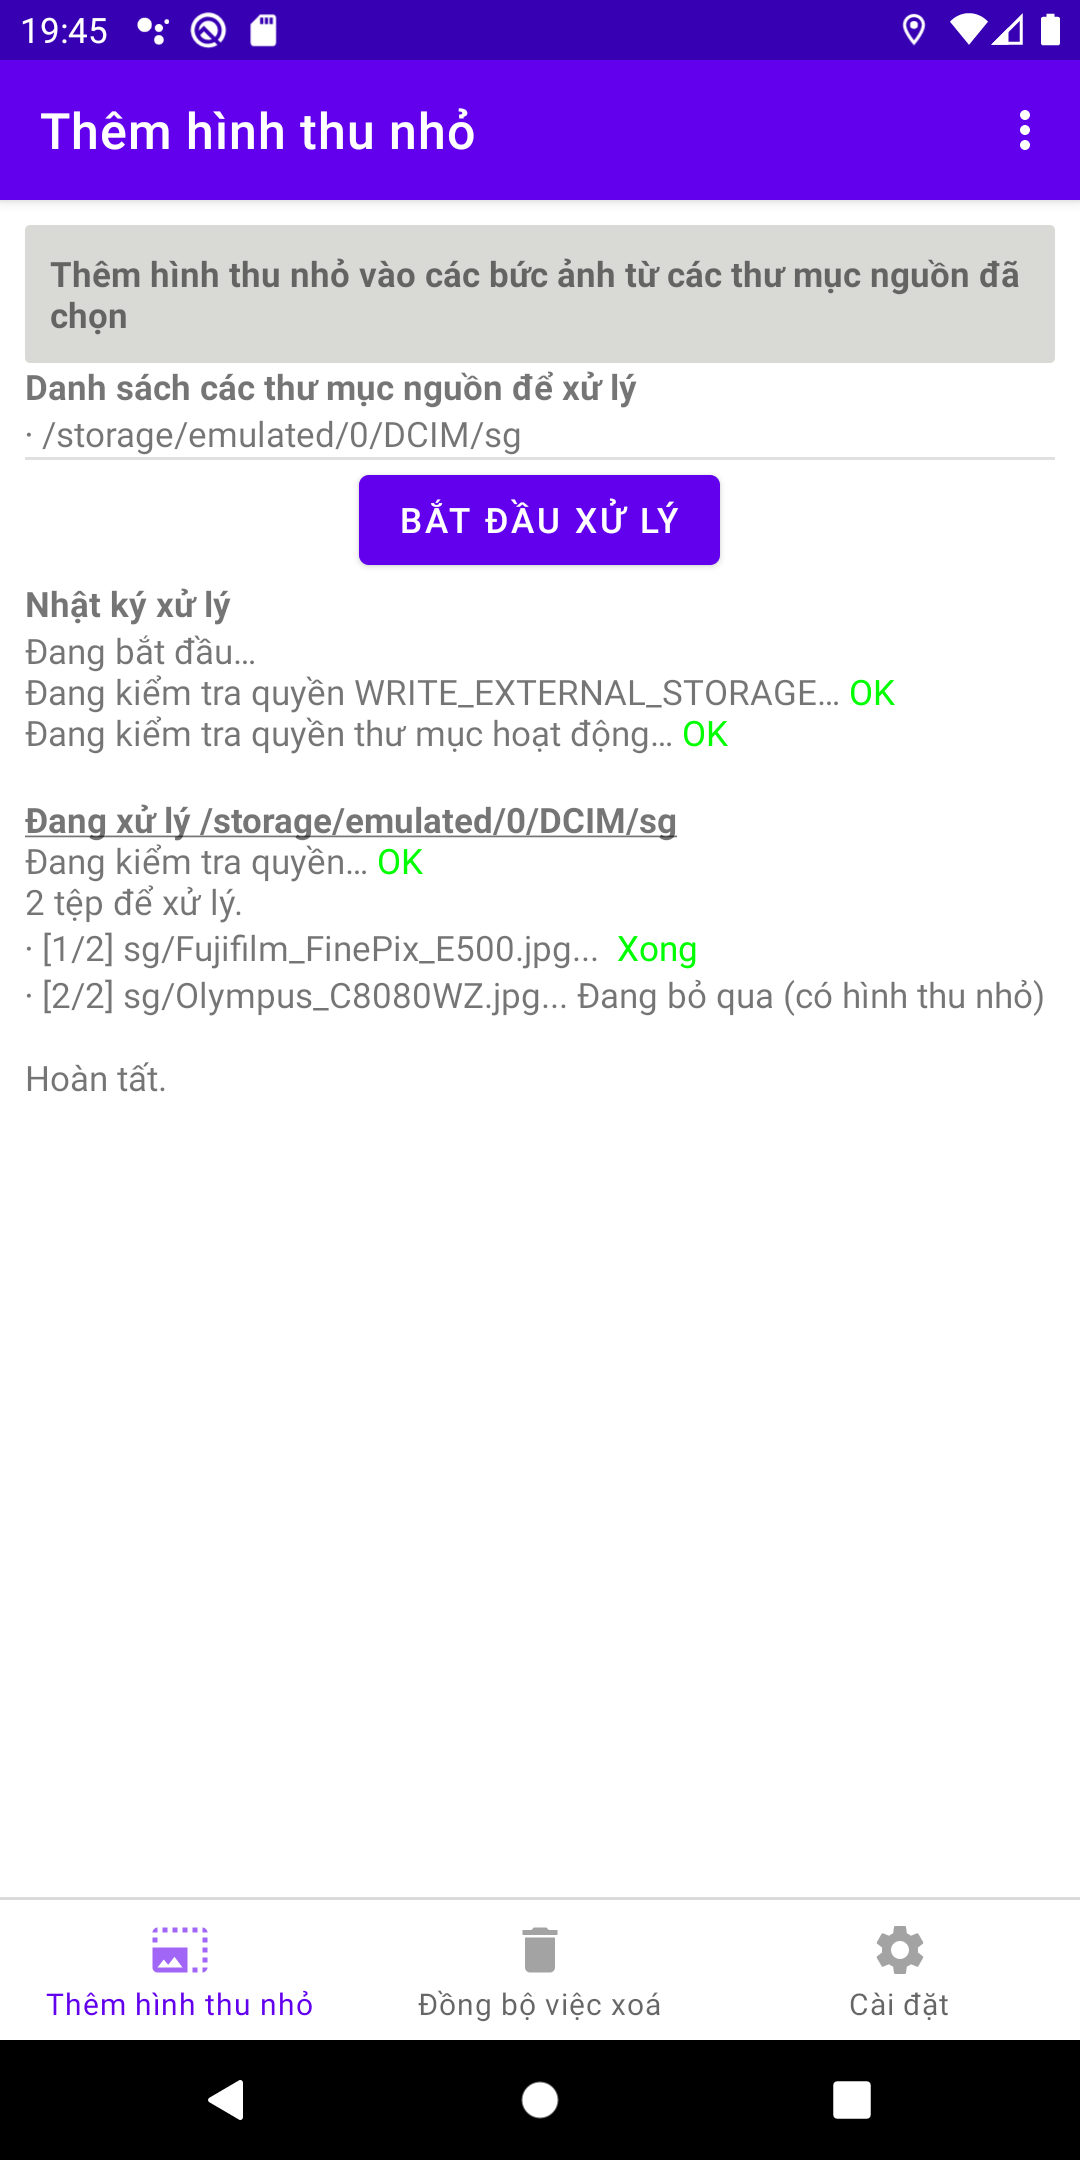 19:45
Thêm hình thu nhỏ
Thêm hình thu nhỏ vào các bức ảnh từ các thư mục nguồn đã
chọn
Danh sách các thư mục nguồn để xử lý
· /storage/emulated/0/DCIM/sg
BẮT ĐẦU XỬ LÝ
Nhật ký xử lý
Đang bắt đầu…
Đang kiểm tra quyền WRITE_EXTERNAL_STORAGE… OK
Đang kiểm tra quyền thư mục hoạt động… OK
Đang xử lý /storage/emulated/0/DCIM/sg
Đang kiểm tra quyền… OK
2 tệp để xử lý.
· [1/2] sg/Fujifilm_FinePix_E500.jpg... Xong
· [2/2] sg/Olympus_C8080WZ.jpg... Đang bỏ qua (có hình thu nhỏ)
Hoàn tất.
Thêm hình thu nhỏ
Đồng bộ việc xoá
Cài đặt